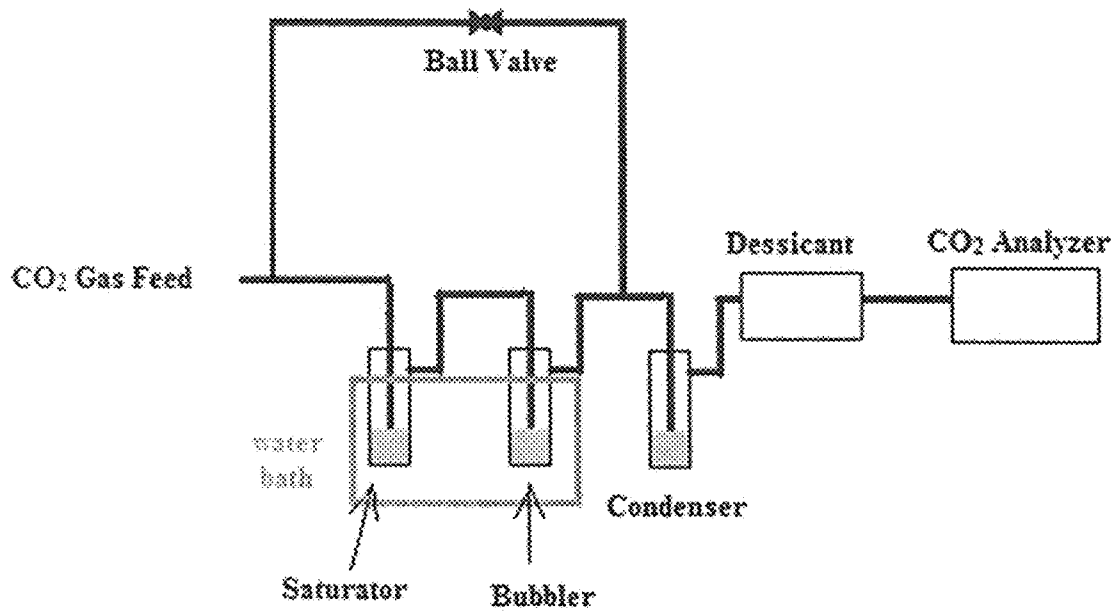 Ball Valve
Dessicant
CO₂ Analyzer
CO₂ Gas Feed
water
bath
Condenser
Saturator
Bubbler